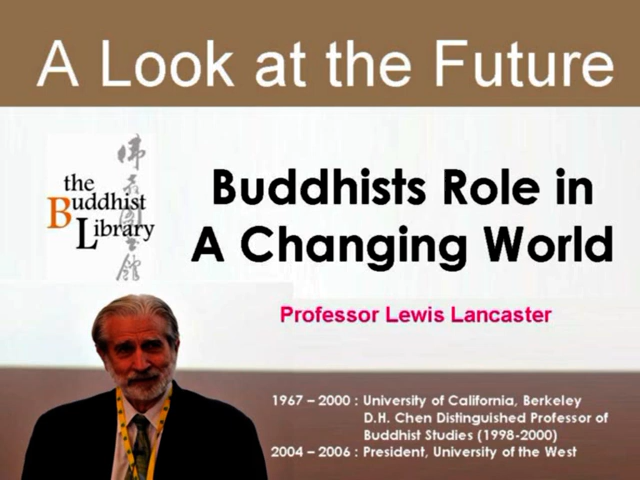 A Look at the Future
the
Buddhist
Library
Buddhists Role in
A Changing World
Professor Lewis Lancaster
1967 – 2000 : University of California, Berkeley
D.H. Chen Distinguished Professor of
Buddhist Studies (1998-2000)
2004 – 2006 : President, University of the West